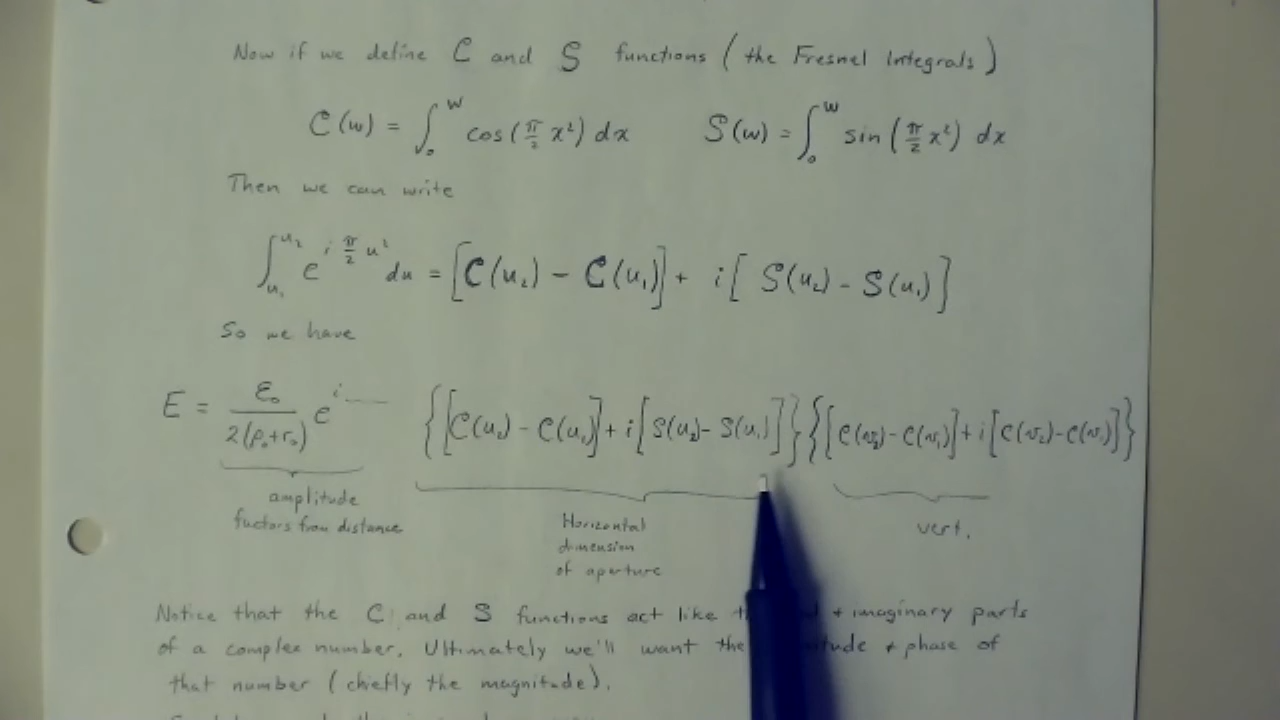 Now if we define C and S functions (the Fresnel Integrals)
C(w) = ∫₀^w cos(π/2 x²) dx    S(w) = ∫₀^w sin(π/2 x²) dx
Then we can write
∫_{u₁}^{u₂} e^{i π/2 u²} du = [C(u₂) - C(u₁)] + i[S(u₂) - S(u₁)]
So we have
E = ε₀/2(ρ₀+r₀) e^{i ——} {[C(u₂) - C(u₁)] + i[S(u₂) - S(u₁)]}{[C(v₂) - C(v₁)] + i[C(v₂) - C(v₁)]}
amplitude
factors from distance
Horizontal
dimension
of aperture
vert.
Notice that the C and S functions act like + imaginary parts
of a complex number. Ultimately we'll want the + phase of
that number (chiefly the magnitude).